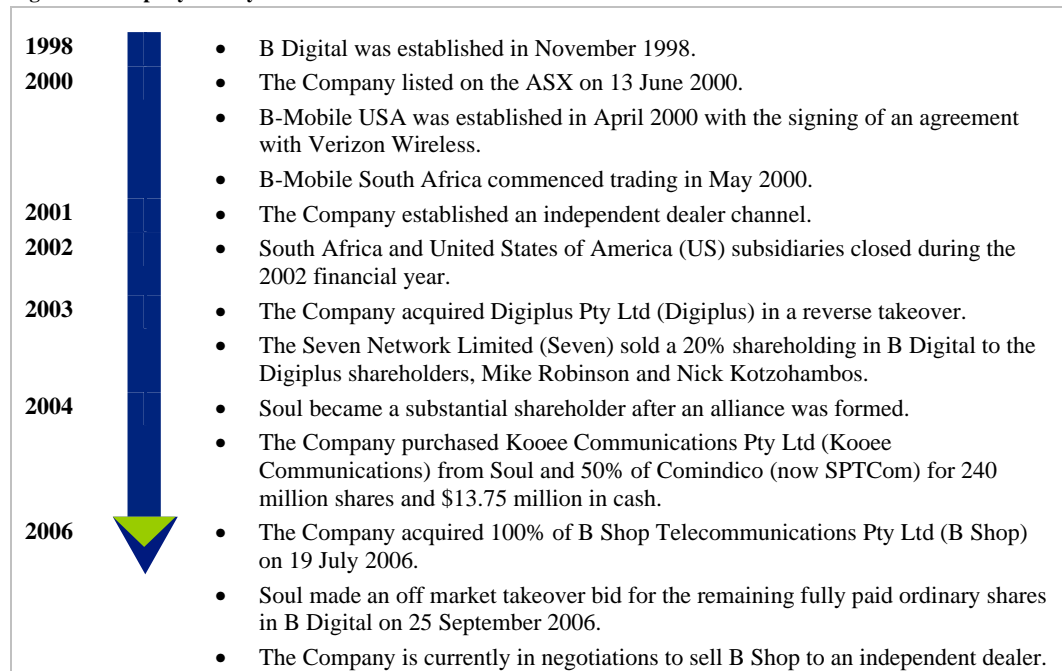 1998
• B Digital was established in November 1998.
2000
• The Company listed on the ASX on 13 June 2000.
• B-Mobile USA was established in April 2000 with the signing of an agreement
with Verizon Wireless.
• B-Mobile South Africa commenced trading in May 2000.
2001
• The Company established an independent dealer channel.
2002
• South Africa and United States of America (US) subsidiaries closed during the
2002 financial year.
2003
• The Company acquired Digiplus Pty Ltd (Digiplus) in a reverse takeover.
• The Seven Network Limited (Seven) sold a 20% shareholding in B Digital to the
Digiplus shareholders, Mike Robinson and Nick Kotzohambos.
2004
• Soul became a substantial shareholder after an alliance was formed.
• The Company purchased Kooee Communications Pty Ltd (Kooee
Communications) from Soul and 50% of Comindico (now SPTCom) for 240
million shares and $13.75 million in cash.
2006
• The Company acquired 100% of B Shop Telecommunications Pty Ltd (B Shop)
on 19 July 2006.
• Soul made an off market takeover bid for the remaining fully paid ordinary shares
in B Digital on 25 September 2006.
• The Company is currently in negotiations to sell B Shop to an independent dealer.